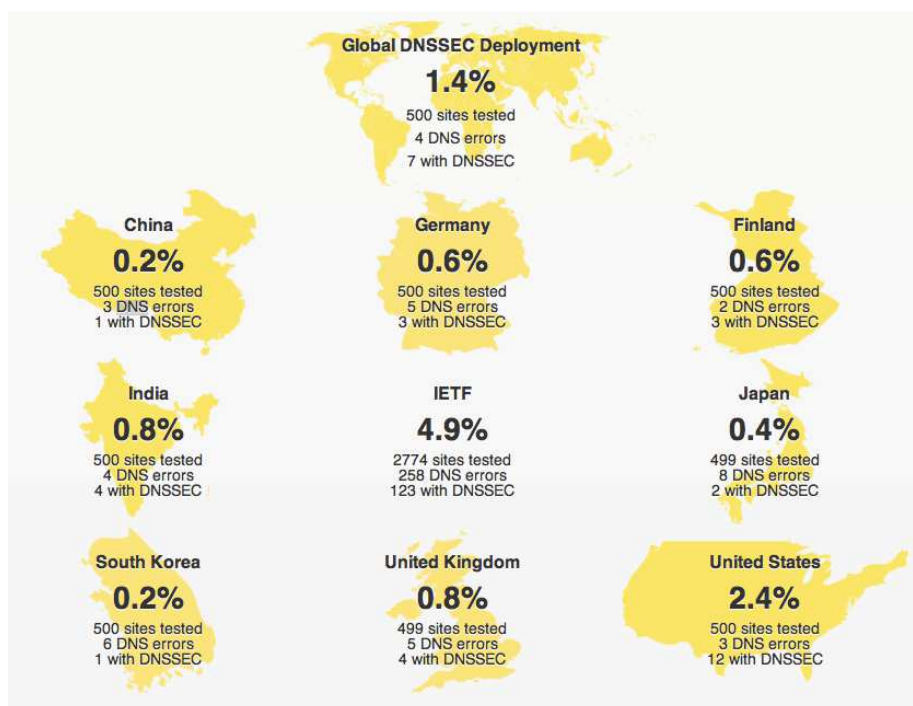 Global DNSSEC Deployment
1.4%
500 sites tested
4 DNS errors
7 with DNSSEC
China
0.2%
500 sites tested
3 DNS errors
1 with DNSSEC
Germany
0.6%
500 sites tested
5 DNS errors
3 with DNSSEC
Finland
0.6%
500 sites tested
2 DNS errors
3 with DNSSEC
India
0.8%
500 sites tested
4 DNS errors
4 with DNSSEC
IETF
4.9%
2774 sites tested
258 DNS errors
123 with DNSSEC
Japan
0.4%
499 sites tested
8 DNS errors
2 with DNSSEC
South Korea
0.2%
500 sites tested
6 DNS errors
1 with DNSSEC
United Kingdom
0.8%
499 sites tested
5 DNS errors
4 with DNSSEC
United States
2.4%
500 sites tested
3 DNS errors
12 with DNSSEC